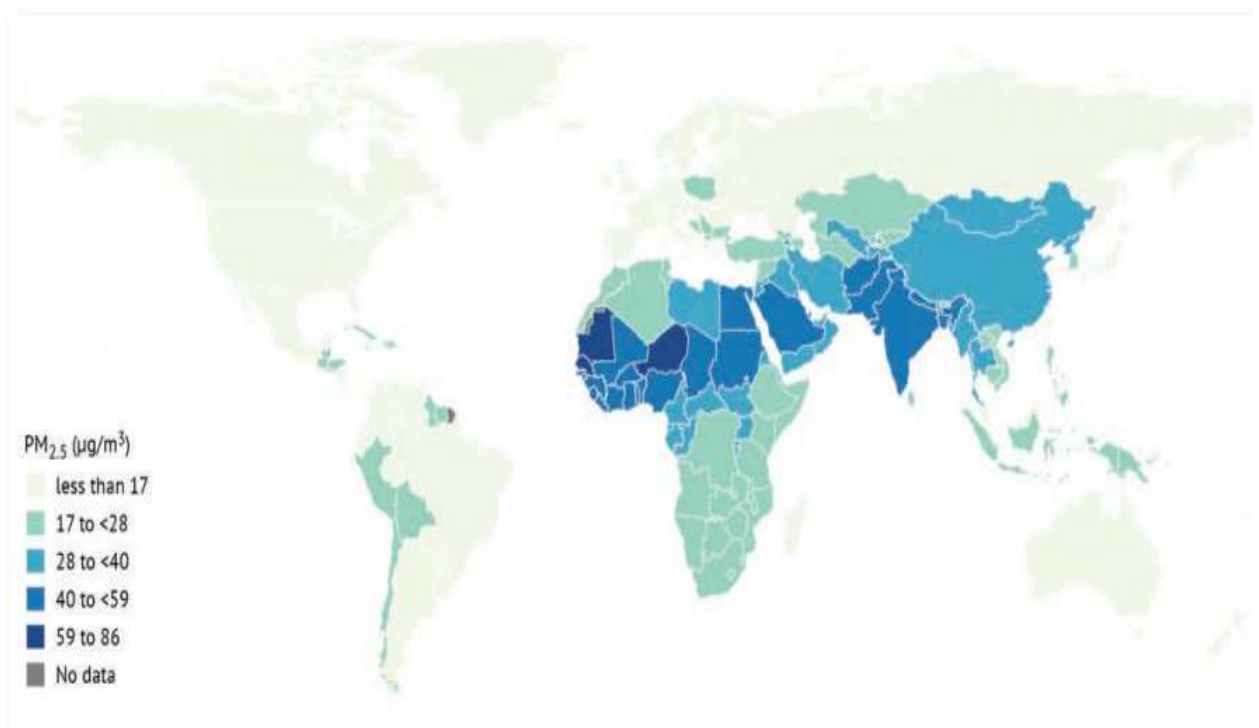 PM2.5 (µg/m3)
less than 17
17 to <28
28 to <40
40 to <59
59 to 86
No data